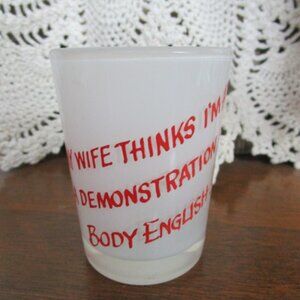 WIFE THINKS I'M
DEMONSTRATION
BODY ENGLISH